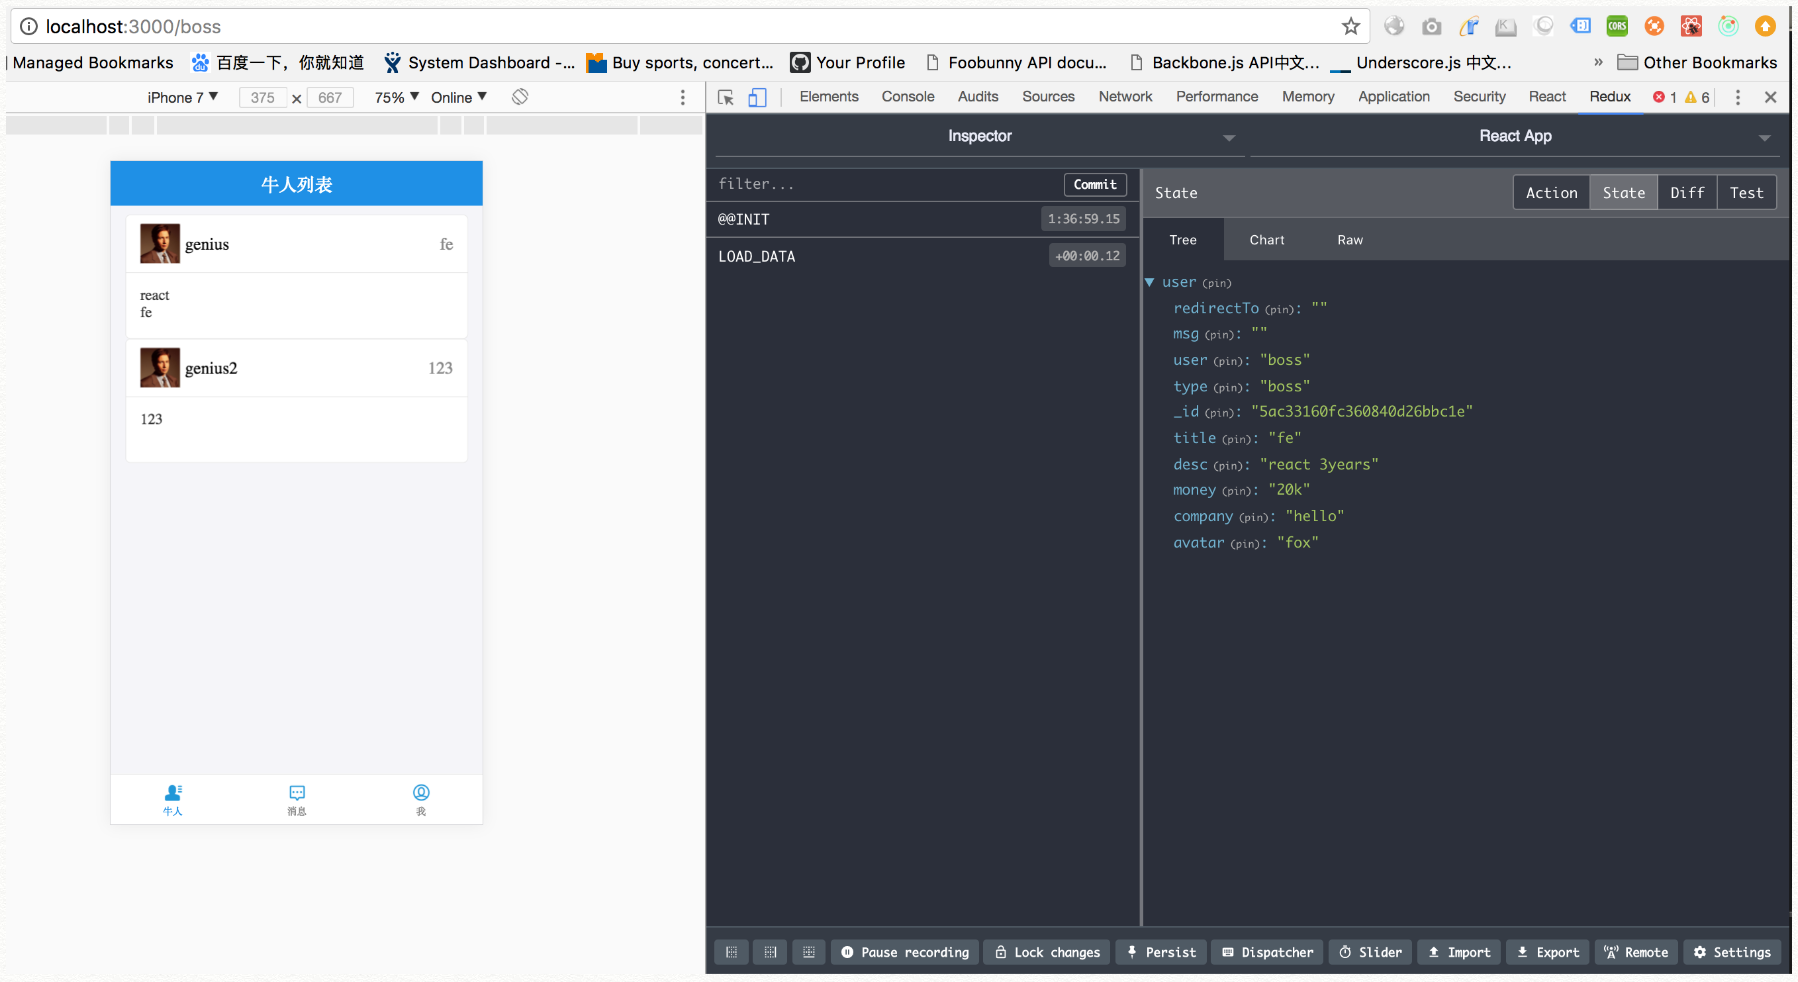 localhost:3000/boss
Managed Bookmarks 百度一下，你就知道 System Dashboard -... Buy sports, concert... Your Profile Foobunny API docu... Backbone.js API中文... Underscore.js 中文... » Other Bookmarks
iPhone 7 ▼ 375 × 667 75% ▼ Online ▼
Elements Console Audits Sources Network Performance Memory Application Security React Redux 1 6
Inspector React App
牛人列表
genius fe
react
fe
genius2 123
123
牛人 消息 我
filter... Commit
@@INIT 1:36:59.15
LOAD_DATA +00:00.12
State Action State Diff Test
Tree Chart Raw
user (pin)
redirectTo (pin): ""
msg (pin): ""
user (pin): "boss"
type (pin): "boss"
_id (pin): "5ac33160fc360840d26bbc1e"
title (pin): "fe"
desc (pin): "react 3years"
money (pin): "20k"
company (pin): "hello"
avatar (pin): "fox"
Pause recording Lock changes Persist Dispatcher Slider Import Export Remote Settings